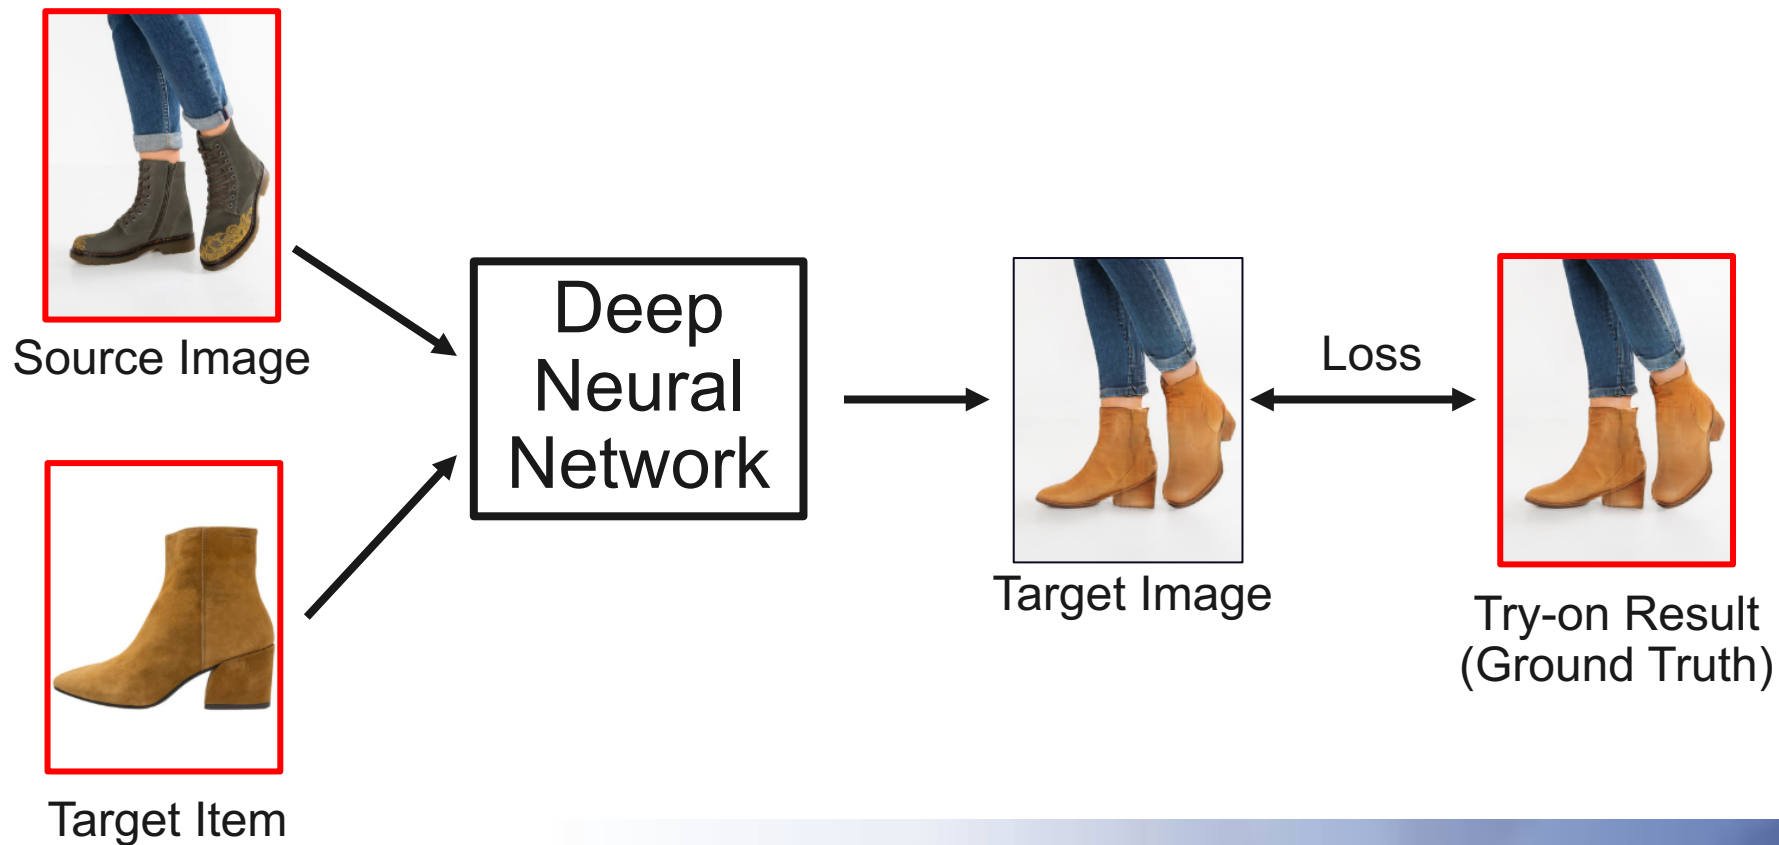 Source Image
Target Item
Deep
Neural
Network
Target Image
Loss
Try-on Result
(Ground Truth)